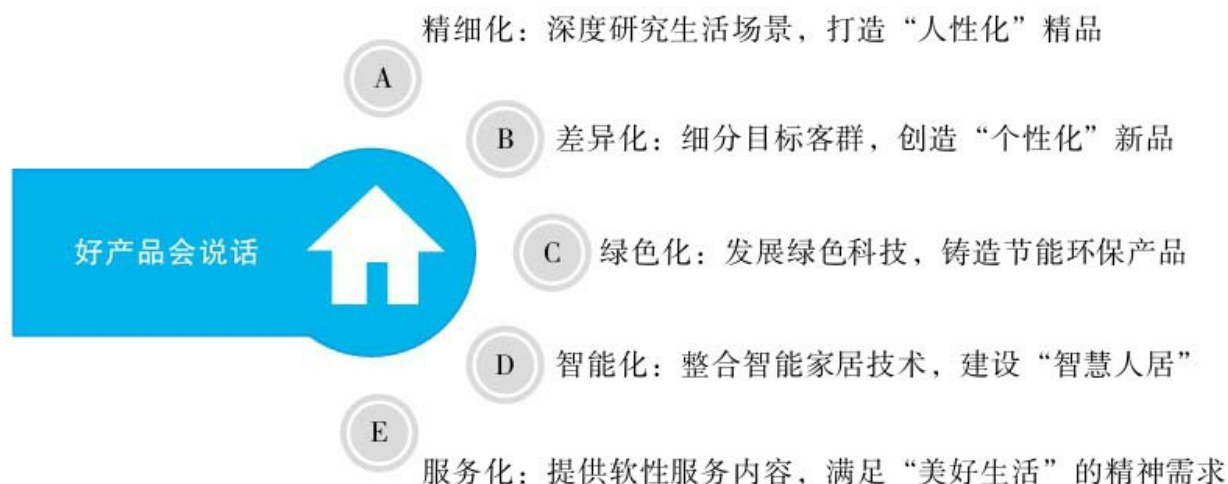 精细化：深度研究生活场景，打造“人性化”精品
A
B
差异化：细分目标客群，创造“个性化”新品
好产品会说话
C
绿色化：发展绿色科技，铸造节能环保产品
D
智能化：整合智能家居技术，建设“智慧人居”
E
服务化：提供软性服务内容，满足“美好生活”的精神需求